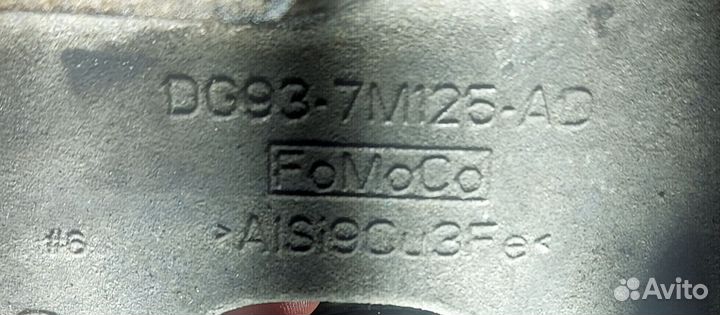 DG93-7M125-AD
FoMoCo
#6 >AlSi9Cu3Fe<
Avito